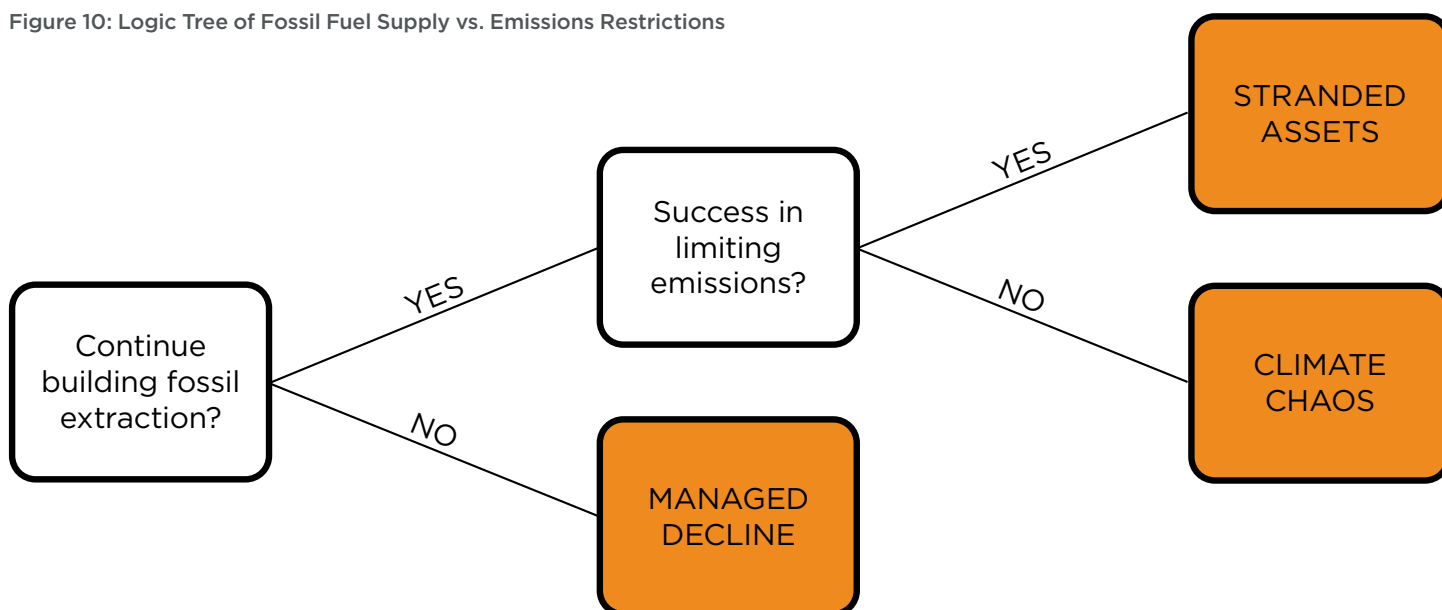 Figure 10: Logic Tree of Fossil Fuel Supply vs. Emissions Restrictions
Continue
building fossil
extraction?
YES
NO
Success in
limiting
emissions?
MANAGED
DECLINE
YES
NO
STRANDED
ASSETS
CLIMATE
CHAOS